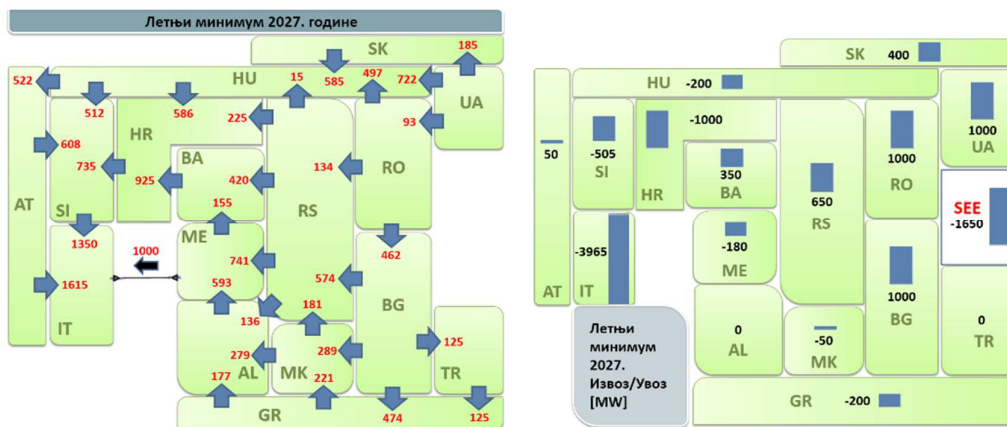 Летњи минимум 2027. године
SK
185
522
HU
15
585
497
722
UA
512
586
HR
225
93
608
735
BA
134
RO
AT
SI
925
420
155
RS
1350
1000
ME
741
462
1615
593
574
BG
IT
181
136
279
289
125
177
AL
MK
221
TR
GR
474
125
SK
400
HU
-200
-1000
50
-505
SI
HR
BA
350
1000
RO
1000
UA
650
RS
SEE
-1650
-3965
-180
ME
AT
IT
1000
BG
Летњи
минимум
2027.
Извоз/Увоз
[MW]
0
AL
-50
MK
0
TR
GR
-200